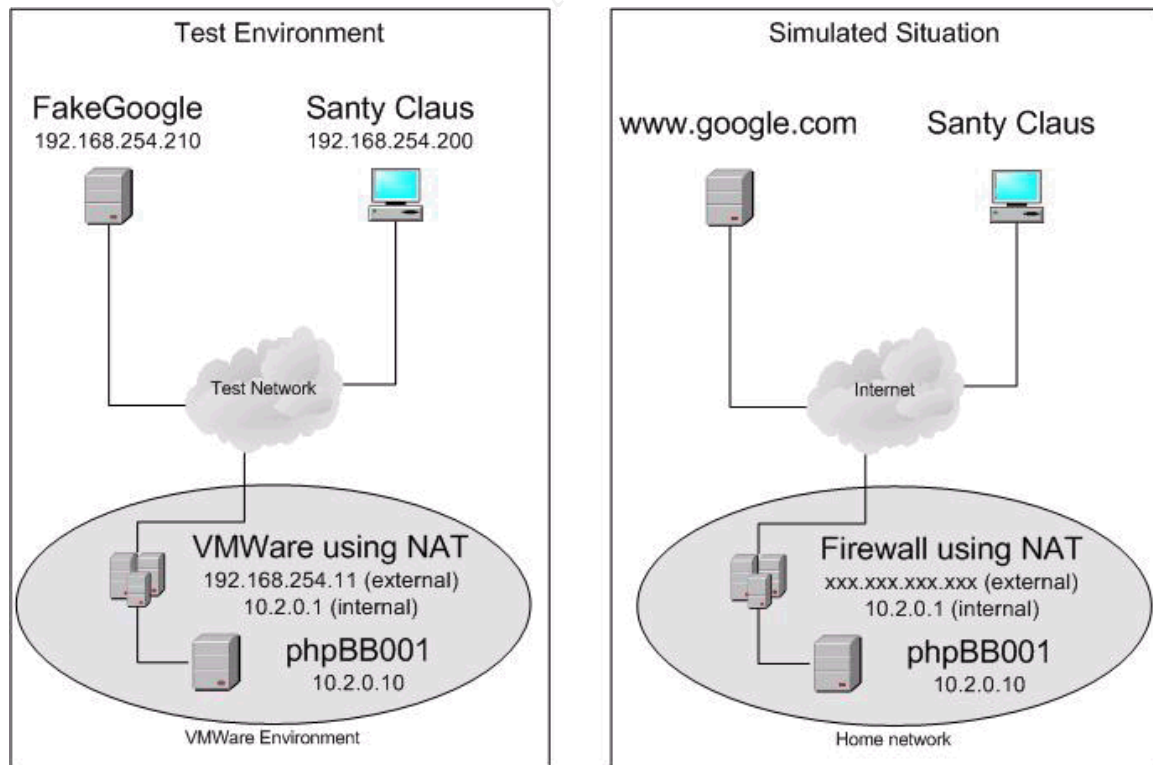 Test Environment
FakeGoogle
192.168.254.210
Santy Claus
192.168.254.200
Test Network
VMWare using NAT
192.168.254.11 (external)
10.2.0.1 (internal)
phpBB001
10.2.0.10
VMWare Environment
Simulated Situation
www.google.com
Santy Claus
Internet
Firewall using NAT
xxx.xxx.xxx.xxx (external)
10.2.0.1 (internal)
phpBB001
10.2.0.10
Home network